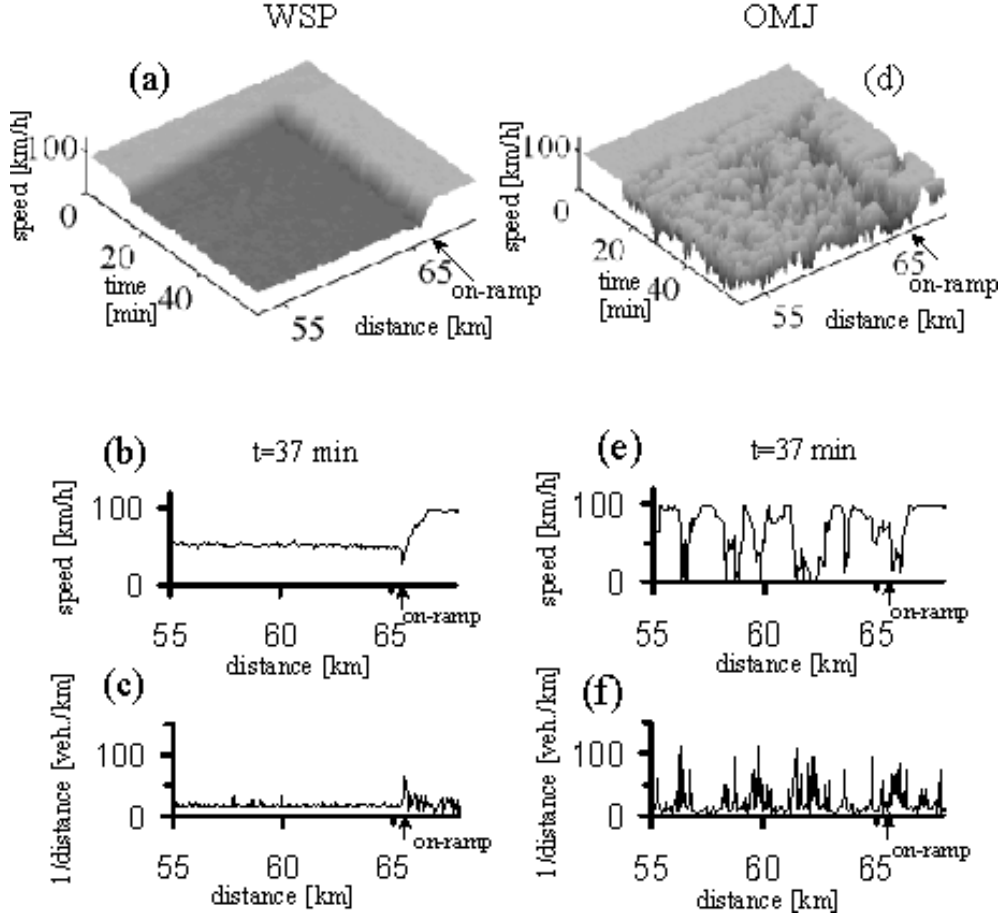 WSP
OMJ
(a)
speed [km/h]
100
0
20
40
time
[min]
55
65
on-ramp
distance [km]
(d)
speed [km/h]
100
0
20
40
time
[min]
55
65
on-ramp
distance [km]
(b)
t=37 min
speed [km/h]
100
0
on-ramp
55 60 65
distance [km]
(e)
t=37 min
speed [km/h]
100
0
on-ramp
55 60 65
distance [km]
(c)
1/distance [veh./km]
100
0
on-ramp
55 60 65
distance [km]
(f)
1/distance [veh./km]
100
0
on-ramp
55 60 65
distance [km]